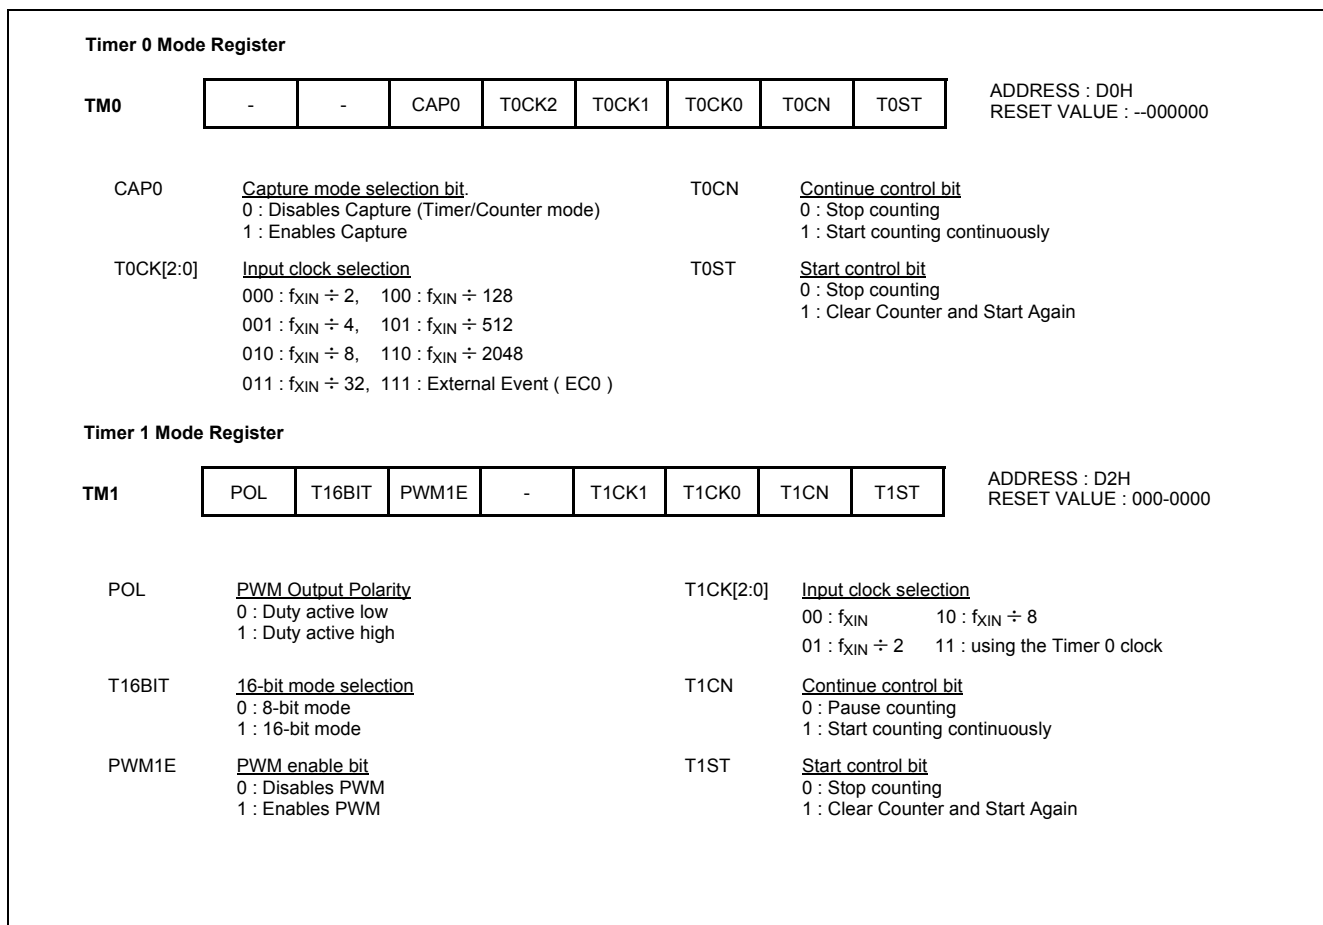 Timer 0 Mode Register
TM0 - - CAP0 T0CK2 T0CK1 T0CK0 T0CN T0ST
ADDRESS : D0H
RESET VALUE : --000000
CAP0
Capture mode selection bit.
0 : Disables Capture (Timer/Counter mode)
1 : Enables Capture
T0CK[2:0]
Input clock selection
000 : fXIN ÷ 2, 100 : fXIN ÷ 128
001 : fXIN ÷ 4, 101 : fXIN ÷ 512
010 : fXIN ÷ 8, 110 : fXIN ÷ 2048
011 : fXIN ÷ 32, 111 : External Event ( EC0 )
T0CN
Continue control bit
0 : Stop counting
1 : Start counting continuously
T0ST
Start control bit
0 : Stop counting
1 : Clear Counter and Start Again
Timer 1 Mode Register
TM1 POL T16BIT PWM1E - T1CK1 T1CK0 T1CN T1ST
ADDRESS : D2H
RESET VALUE : 000-0000
POL
PWM Output Polarity
0 : Duty active low
1 : Duty active high
T16BIT
16-bit mode selection
0 : 8-bit mode
1 : 16-bit mode
PWM1E
PWM enable bit
0 : Disables PWM
1 : Enables PWM
T1CK[2:0]
Input clock selection
00 : fXIN 10 : fXIN ÷ 8
01 : fXIN ÷ 2 11 : using the Timer 0 clock
T1CN
Continue control bit
0 : Pause counting
1 : Start counting continuously
T1ST
Start control bit
0 : Stop counting
1 : Clear Counter and Start Again